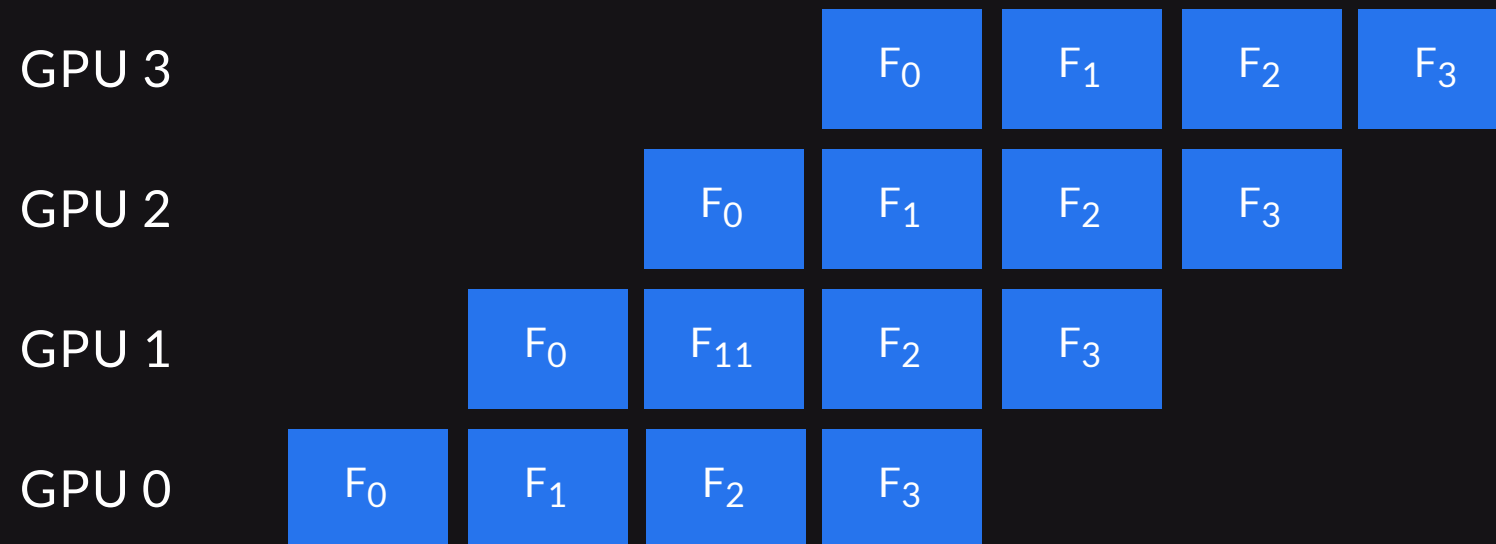 GPU 3 F₀ F₁ F₂ F₃
GPU 2 F₀ F₁ F₂ F₃
GPU 1 F₀ F₁₁ F₂ F₃
GPU 0 F₀ F₁ F₂ F₃